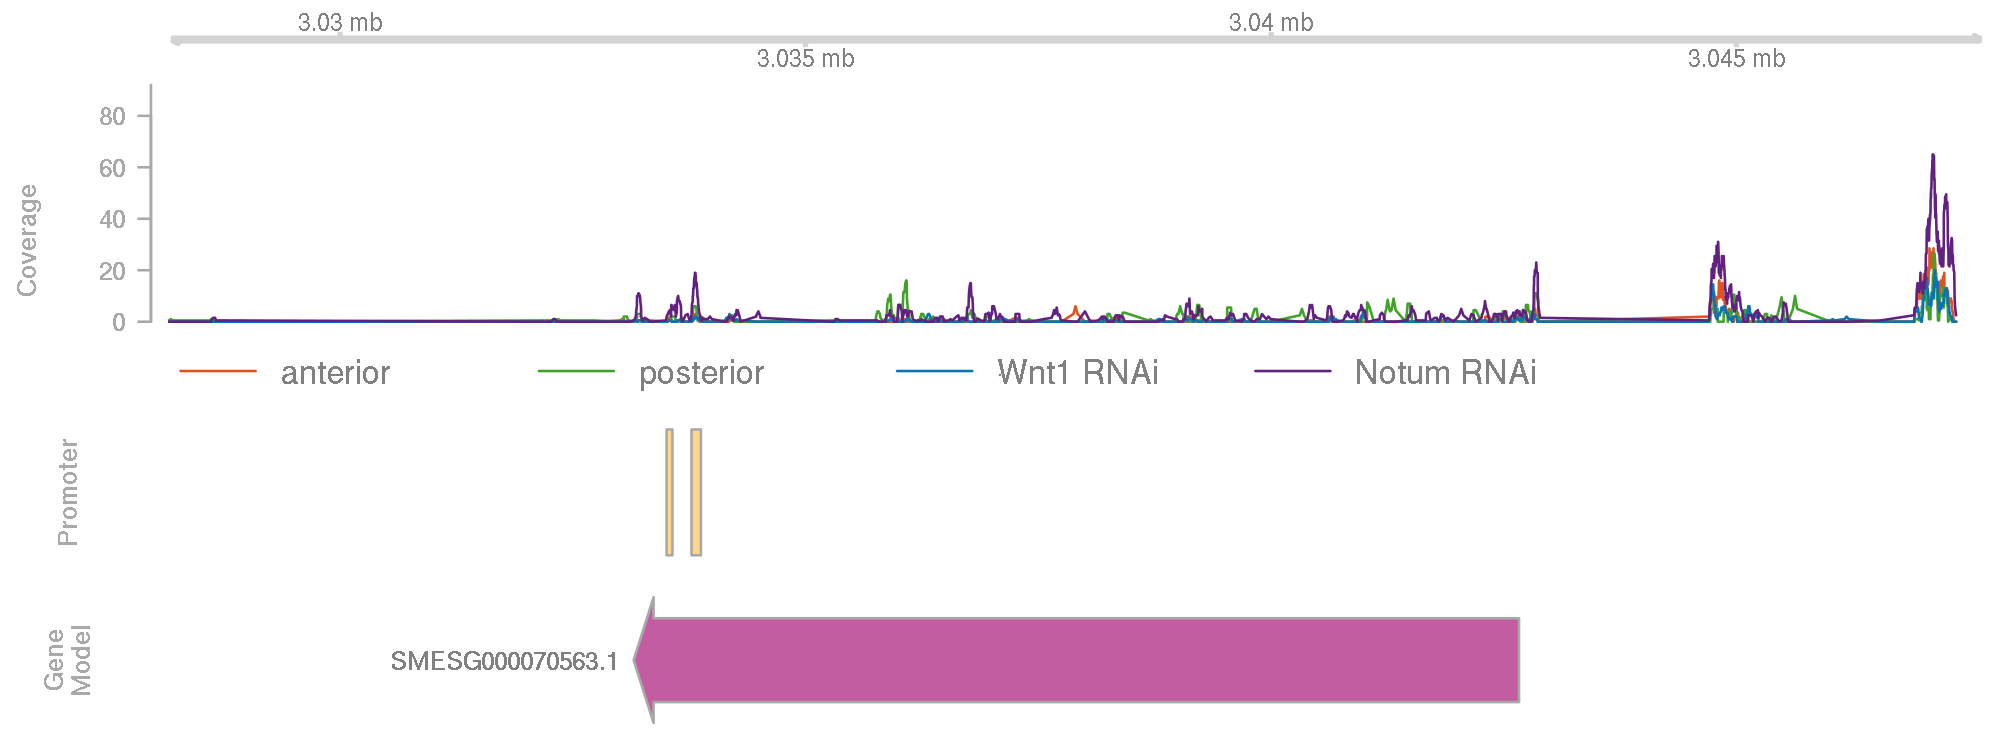 3.03 mb
3.04 mb
3.035 mb
3.045 mb
Coverage
80
60
40
20
0
anterior
posterior
Wnt1 RNAi
Notum RNAi
Promoter
Gene
Model
SMESG000070563.1